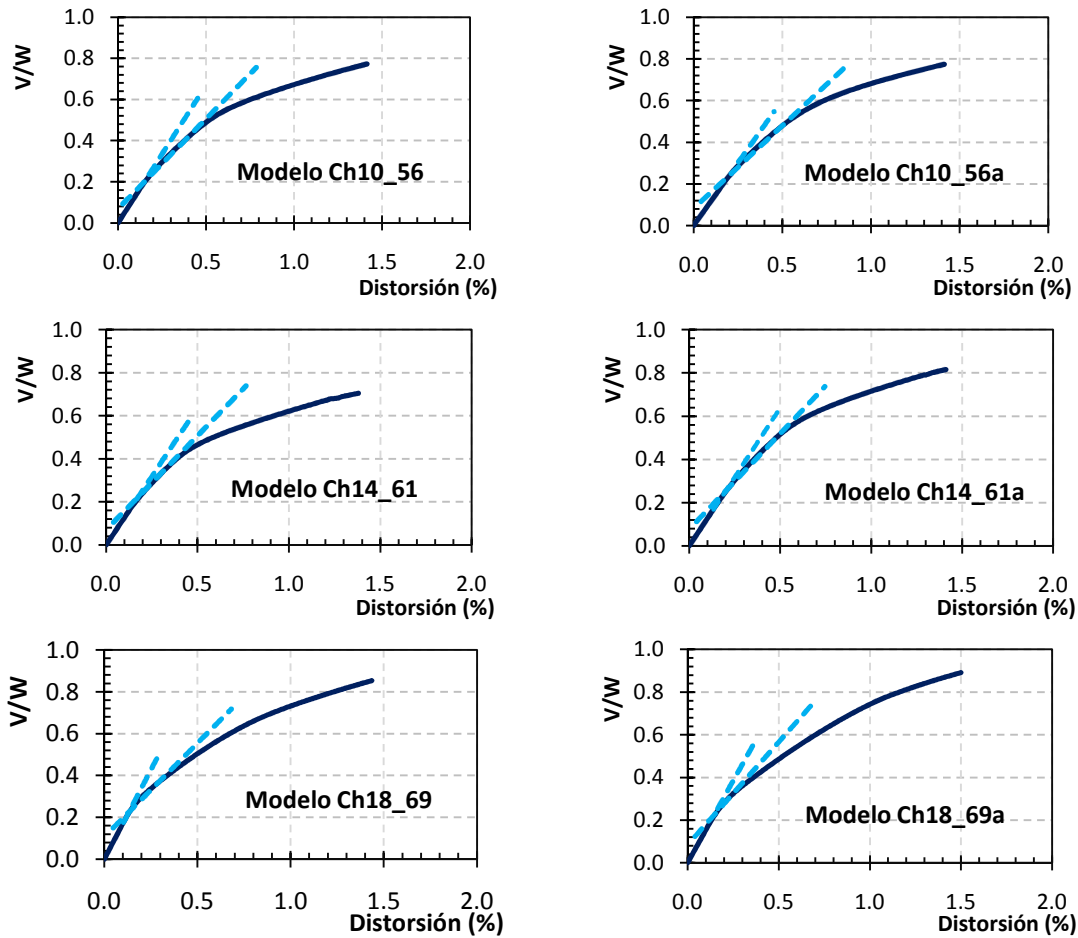 1.0
0.8
0.6
0.4
0.2
0.0
V/W
Modelo Ch10_56
0.0 0.5 1.0 1.5 2.0
Distorsión (%)
1.0
0.8
0.6
0.4
0.2
0.0
V/W
Modelo Ch10_56a
0.0 0.5 1.0 1.5 2.0
Distorsión (%)
1.0
0.8
0.6
0.4
0.2
0.0
V/W
Modelo Ch14_61
0.0 0.5 1.0 1.5 2.0
Distorsión (%)
1.0
0.8
0.6
0.4
0.2
0.0
V/W
Modelo Ch14_61a
0.0 0.5 1.0 1.5 2.0
Distorsión (%)
1.0
0.8
0.6
0.4
0.2
0.0
V/W
Modelo Ch18_69
0.0 0.5 1.0 1.5 2.0
Distorsión (%)
1.0
0.8
0.6
0.4
0.2
0.0
V/W
Modelo Ch18_69a
0.0 0.5 1.0 1.5 2.0
Distorsión (%)